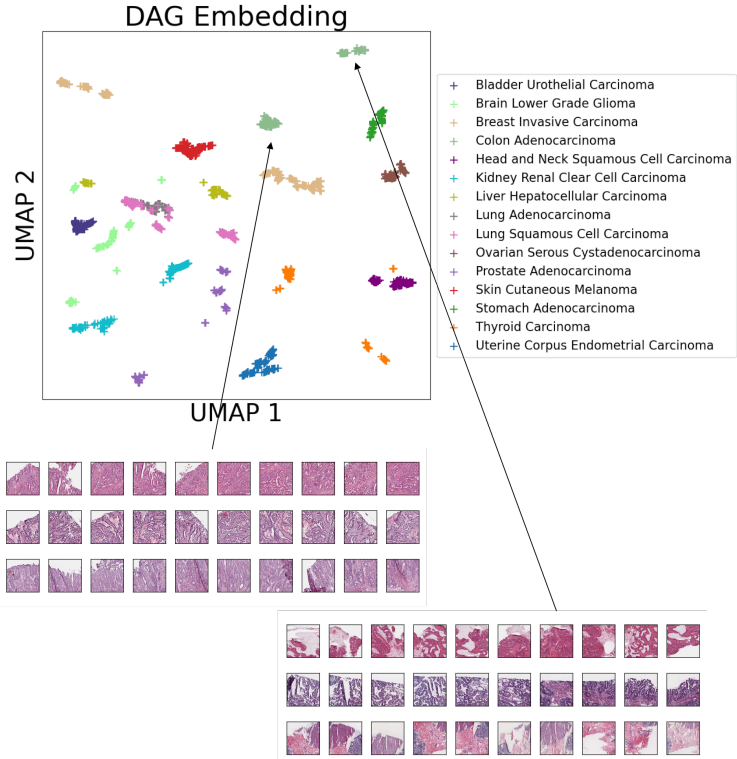 DAG Embedding
UMAP 2
UMAP 1
Bladder Urothelial Carcinoma
Brain Lower Grade Glioma
Breast Invasive Carcinoma
Colon Adenocarcinoma
Head and Neck Squamous Cell Carcinoma
Kidney Renal Clear Cell Carcinoma
Liver Hepatocellular Carcinoma
Lung Adenocarcinoma
Lung Squamous Cell Carcinoma
Ovarian Serous Cystadenocarcinoma
Prostate Adenocarcinoma
Skin Cutaneous Melanoma
Stomach Adenocarcinoma
Thyroid Carcinoma
Uterine Corpus Endometrial Carcinoma